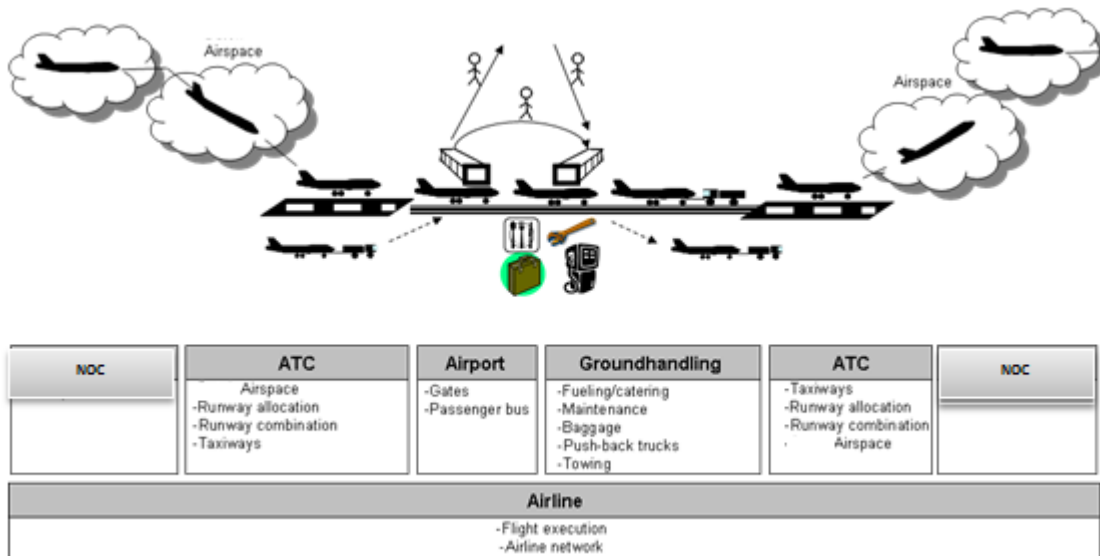 Airspace
Airspace
NOC
ATC
Airspace
-Runway allocation
-Runway combination
-Taxiways
Airport
-Gates
-Passenger bus
Groundhandling
-Fueling/catering
-Maintenance
-Baggage
-Push-back trucks
-Towing
ATC
-Taxiways
-Runway allocation
-Runway combination
- Airspace
NOC
Airline
-Flight execution
-Airline network